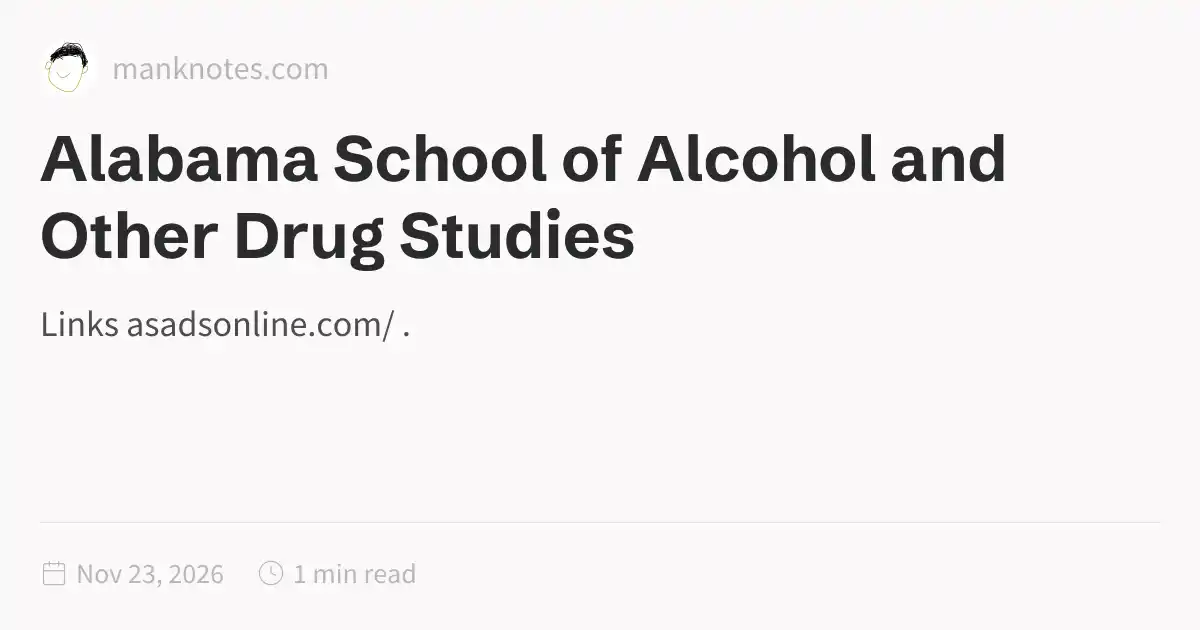 manknotes.com
Alabama School of Alcohol and
Other Drug Studies
Links asadsonline.com/ .
Nov 23, 2026 1 min read